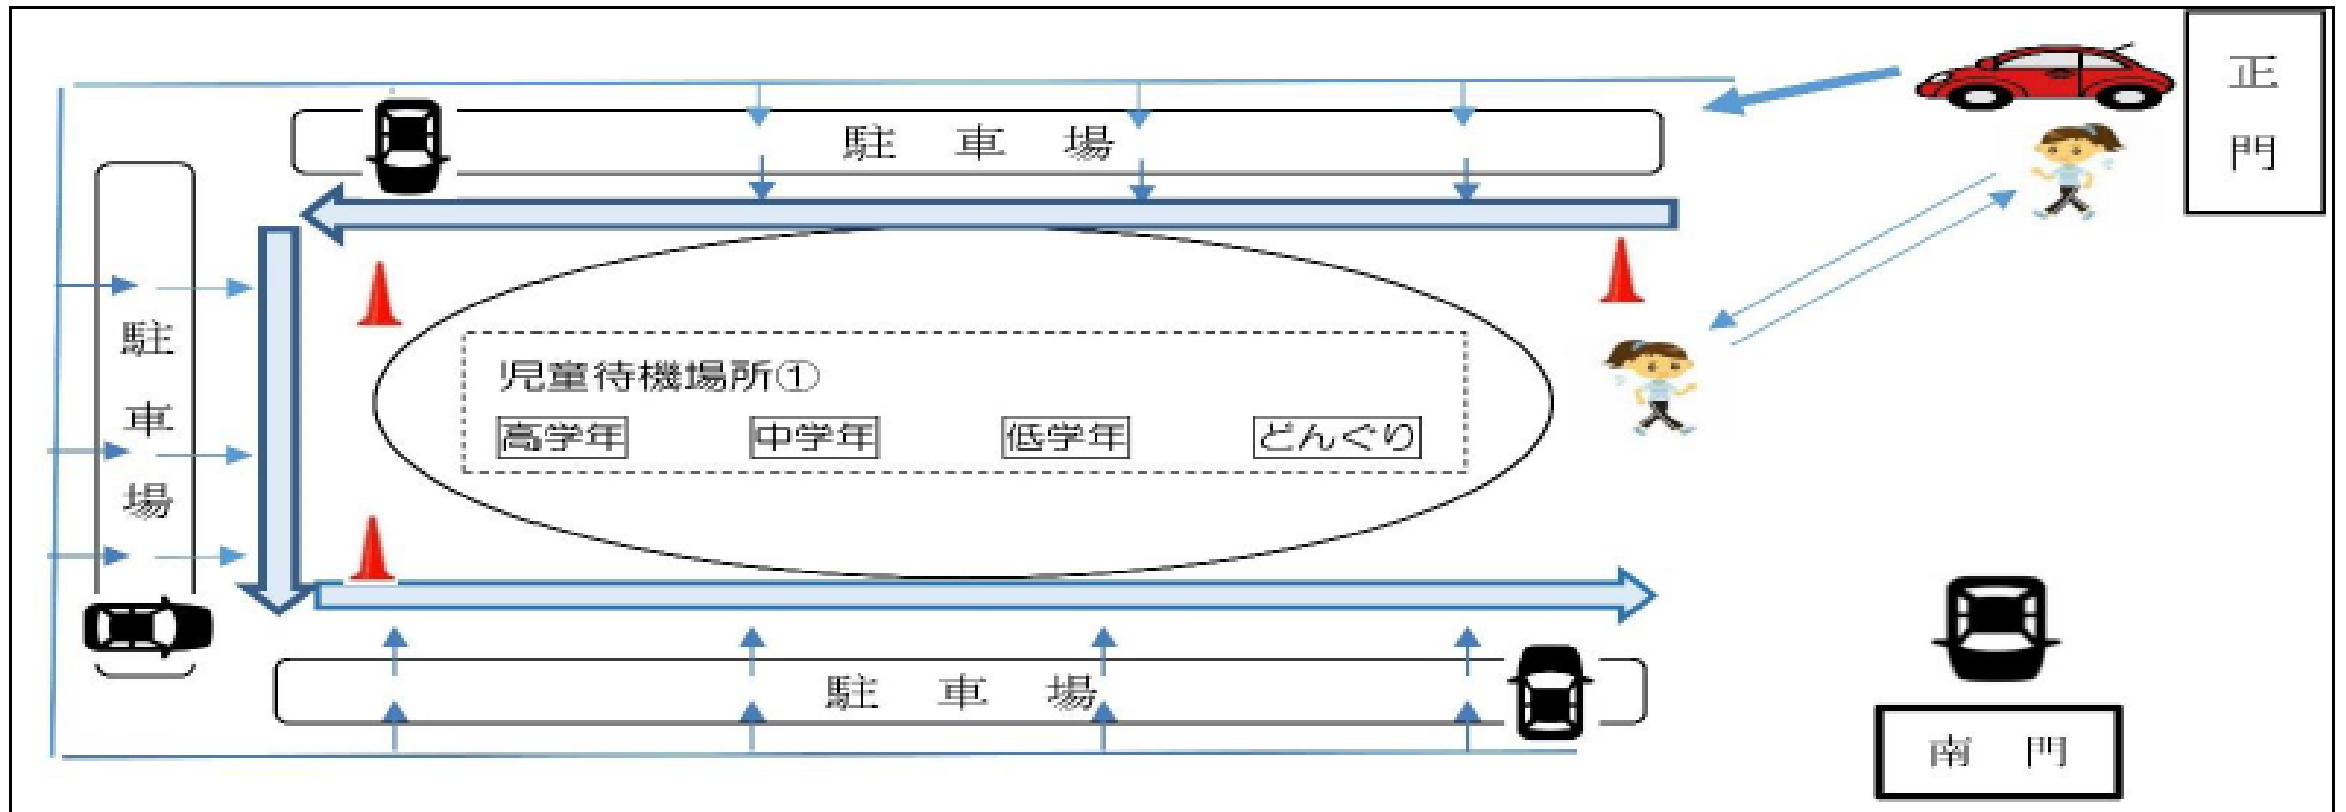 正門
駐車場
駐車場
児童待機場所①
高学年 中学年 低学年 どんぐり
駐車場
南門